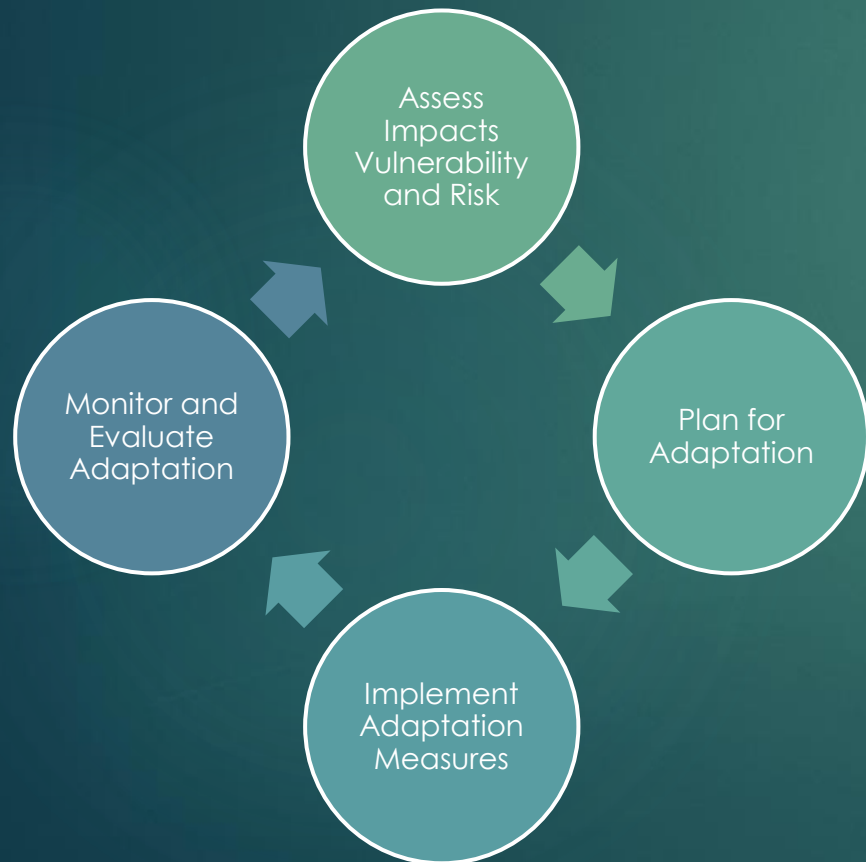 Assess
Impacts
Vulnerability
and Risk
Plan for
Adaptation
Implement
Adaptation
Measures
Monitor and
Evaluate
Adaptation